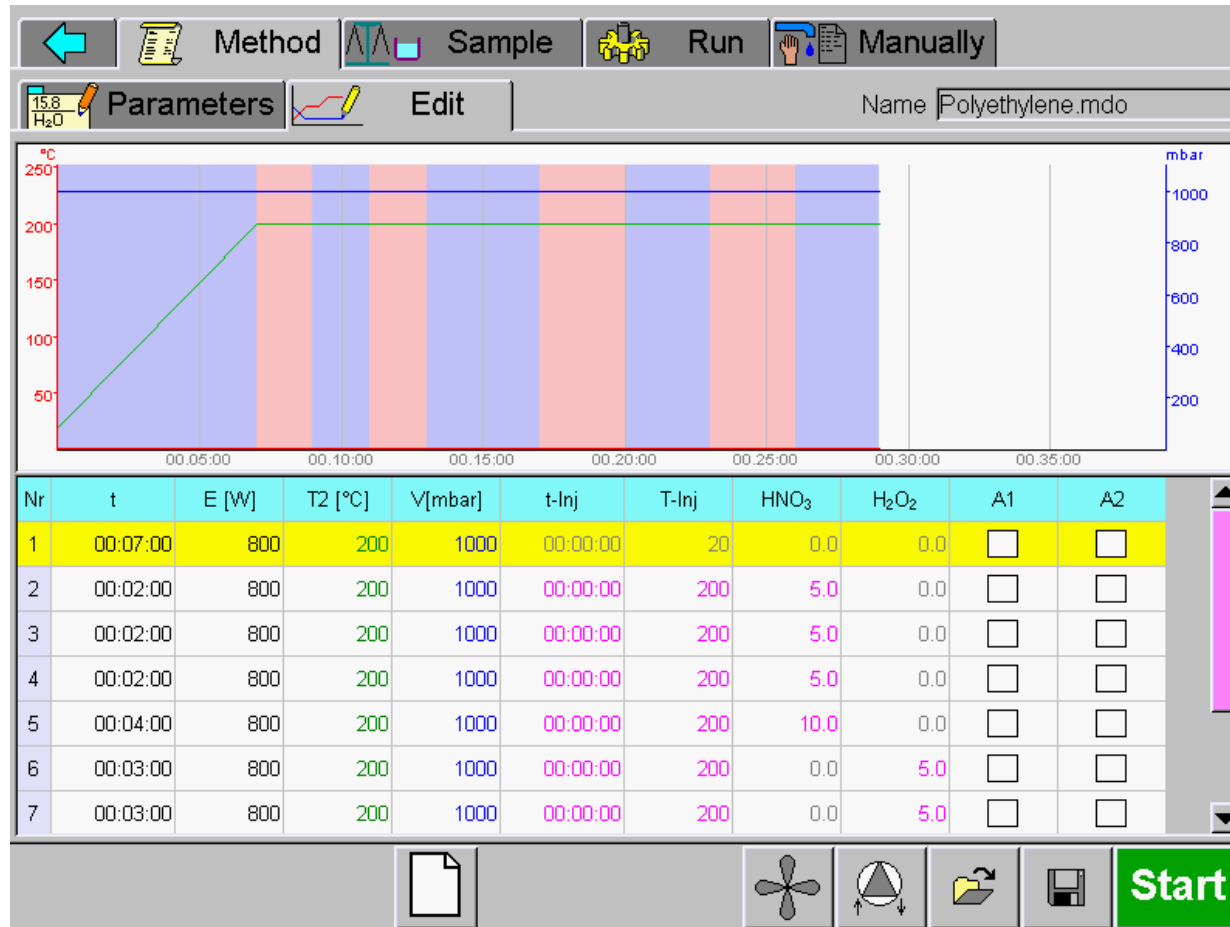 Method Sample Run Manually
15.8 H₂O Parameters Edit Name Polyethylene.mdo
°C mbar
250
1000
200
800
150
600
100
400
50
200
00.05:00 00.10:00 00.15:00 00.20:00 00.25:00 00.30:00 00.35:00
Nr t E [W] T2 [°C] V[mbar] t-Inj T-Inj HNO₃ H₂O₂ A1 A2
1 00:07:00 800 200 1000 00:00:00 20 0.0 0.0
2 00:02:00 800 200 1000 00:00:00 200 5.0 0.0
3 00:02:00 800 200 1000 00:00:00 200 5.0 0.0
4 00:02:00 800 200 1000 00:00:00 200 5.0 0.0
5 00:04:00 800 200 1000 00:00:00 200 10.0 0.0
6 00:03:00 800 200 1000 00:00:00 200 0.0 5.0
7 00:03:00 800 200 1000 00:00:00 200 0.0 5.0
Start